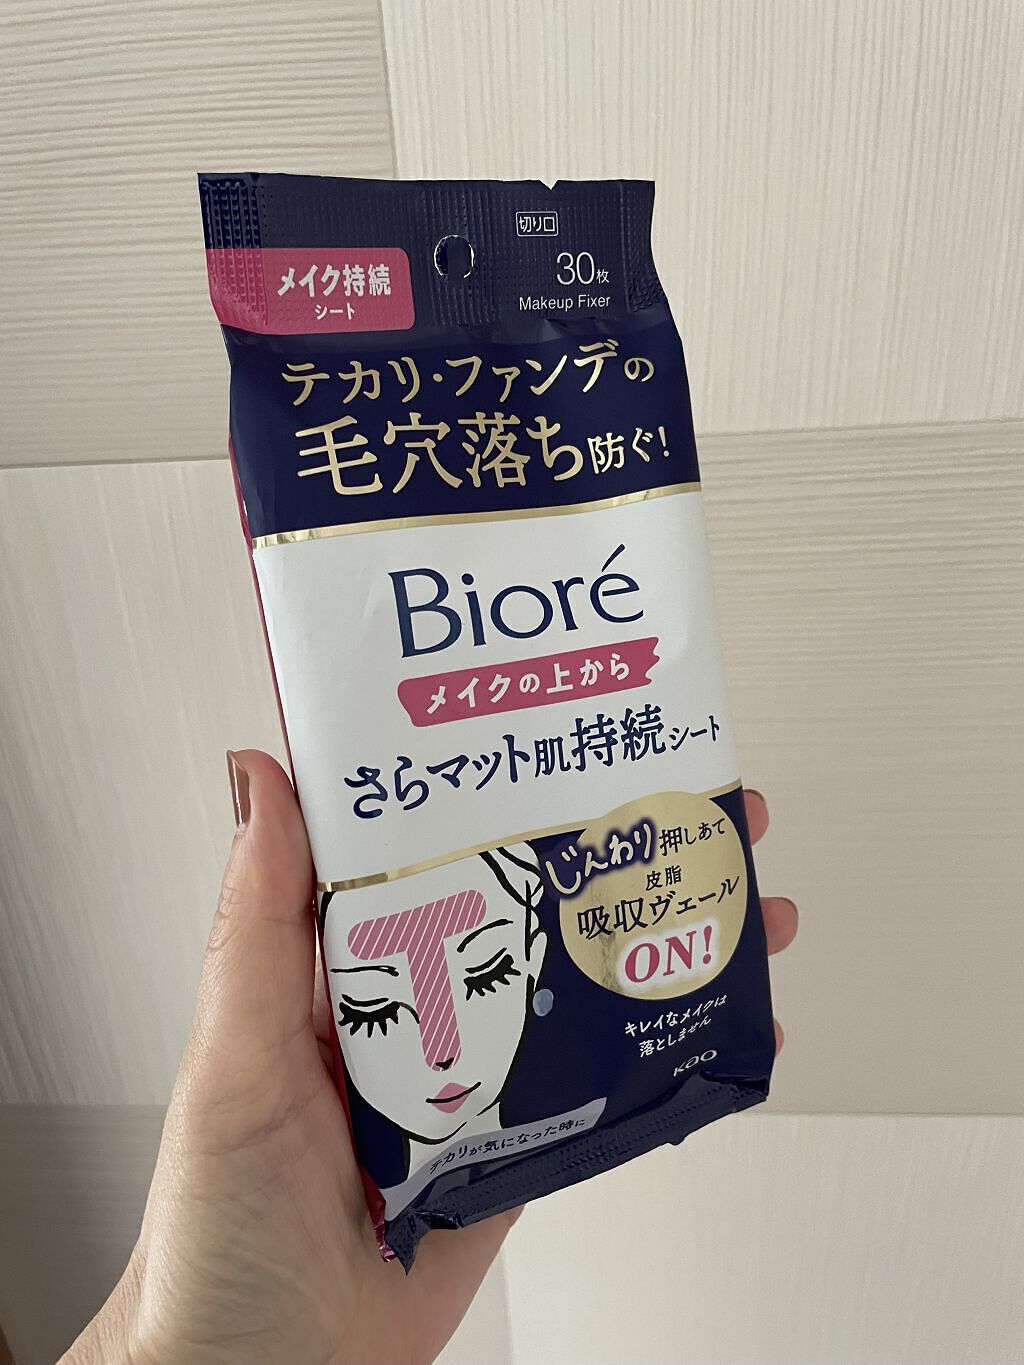 切り口
メイク持続
シート
30枚
Makeup Fixer
テカリ・ファンデの
毛穴落ち防ぐ!
Bioré
メイクの上から
さらマット肌持続シート
じんわり押しあて
皮脂
吸収ヴェール
ON!
キレイなメイクは
落としません
Kao
テカリが気になった時に